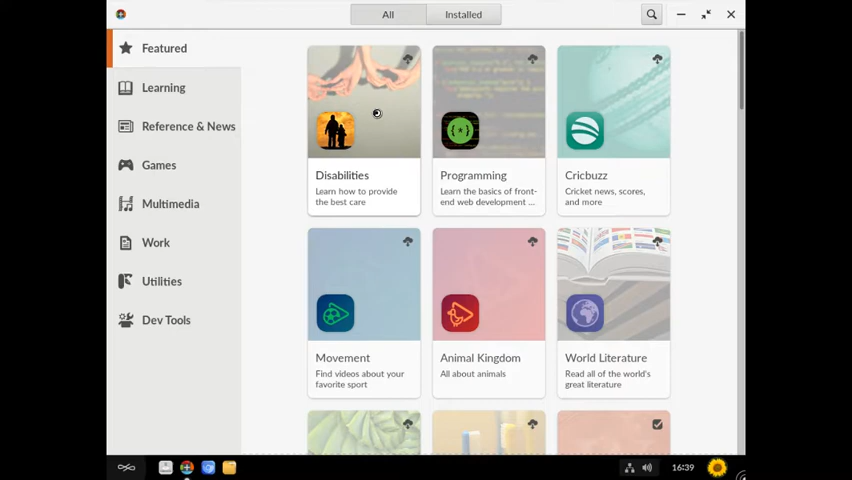 All
Installed
Featured
Learning
Reference & News
Games
Multimedia
Work
Utilities
Dev Tools
Disabilities
Learn how to provide
the best care
Programming
Learn the basics of front-
end web development ...
Cricbuzz
Cricket news, scores,
and more
Movement
Find videos about your
favorite sport
Animal Kingdom
All about animals
World Literature
Read all of the world's
great literature
16:39